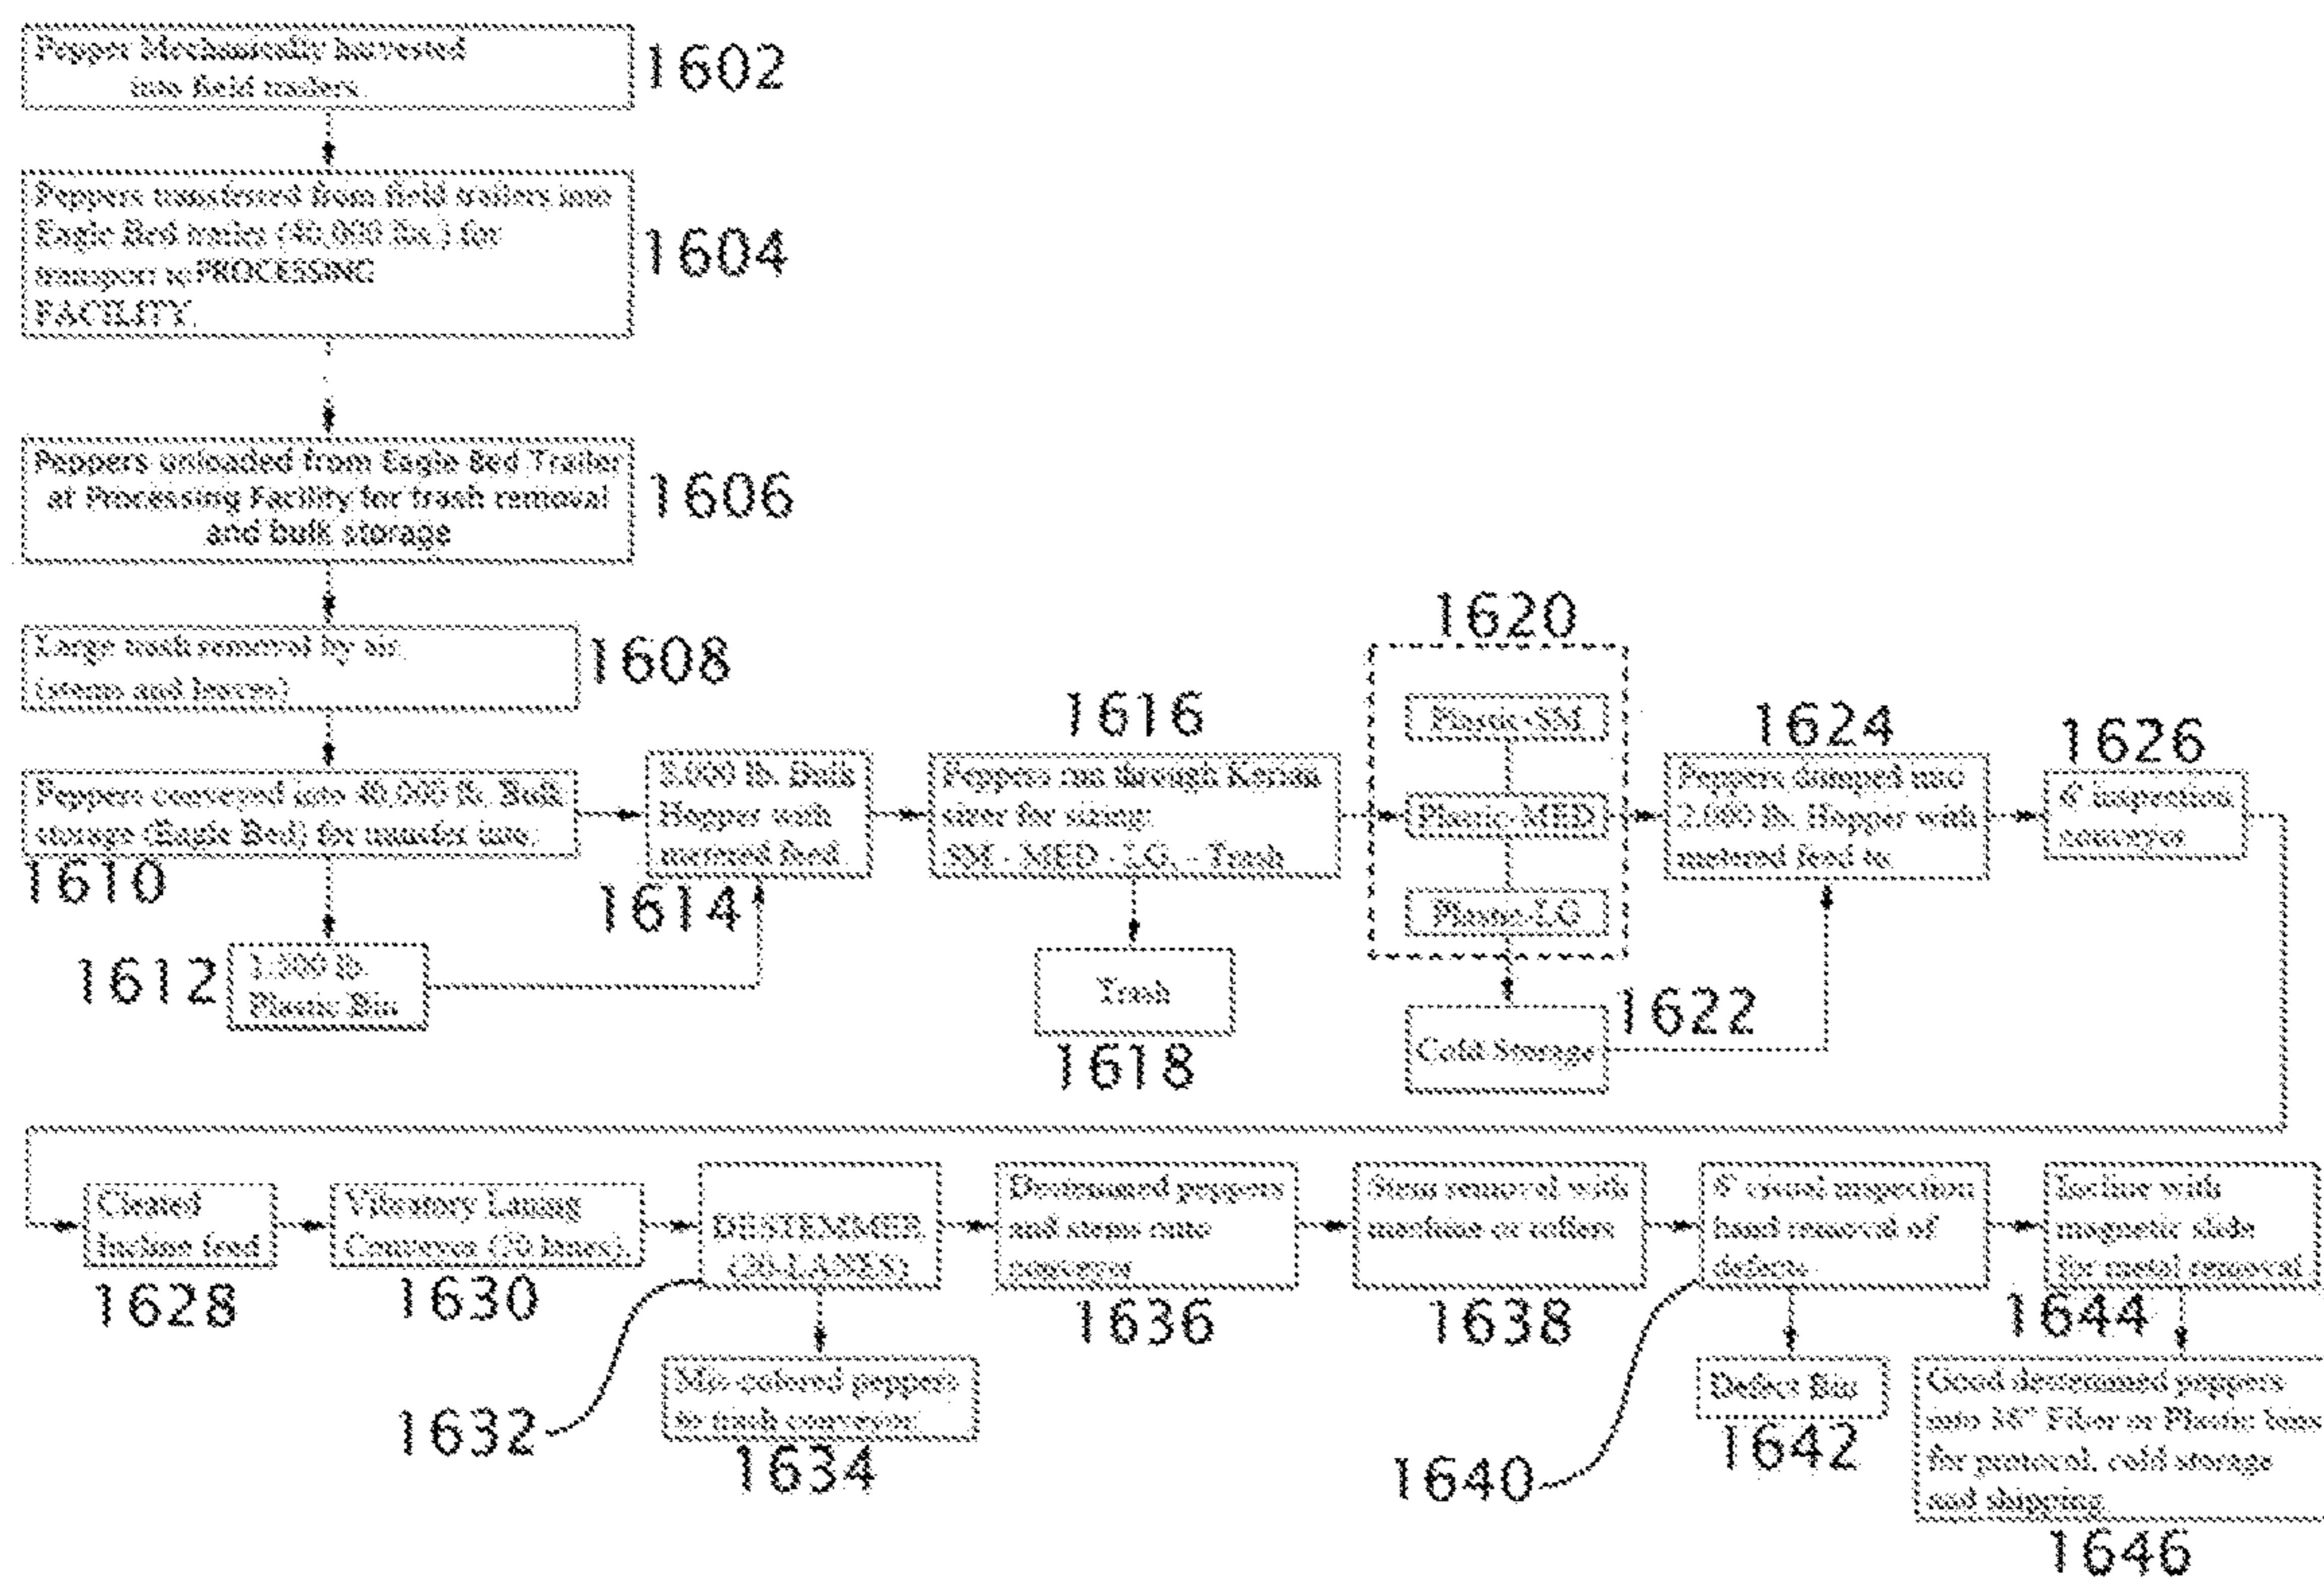 Pepper Mechanically harvested
into field trailers.
1602
Peppers transferred from field trailers into
Eagle Bed trailer (40,000 lbs.) for
transport to PROCESSING
FACILITY.
1604
Peppers unloaded from Eagle Bed Trailer
at Processing Facility for trash removal
and bulk storage
1606
Large trash removal by air.
(stems and leaves)
1608
Peppers conveyed into 40,000 lb. Bulk
storage (Eagle Bed) for transfer into:
1610
Plastic Bin
1612
lb. Bulk
Hopper with
metered feed
1614
1616
Peppers run through Kerian
sizer for sizing:
SM - MED - LG. - Trash
Trash
1618
1620
Plastic-SM
Plastic-MED
Plastic-LG
Cold Storage
1622
1624
Peppers dumped into
2,000 lb. Hopper with
metered feed to:
1626
inspection
conveyor
Cleated
Incline feed
1628
Vibratory Laning
Conveyor (20 lanes).
1630
DESTEMMER
(20-LANES)
1632
Mis-colored peppers
to trash conveyor.
1634
Destemmed peppers
and stems onto
conveyor
1636
Stem removal with
machine or rollers
1638
visual inspection
hand removal of
defects.
1640
Defect Bin
1642
Incline with
magnetic slide
for metal removal.
1644
Good destemmed peppers
into Fiber or Plastic bins
for protocol, cold storage
and shipping.
1646